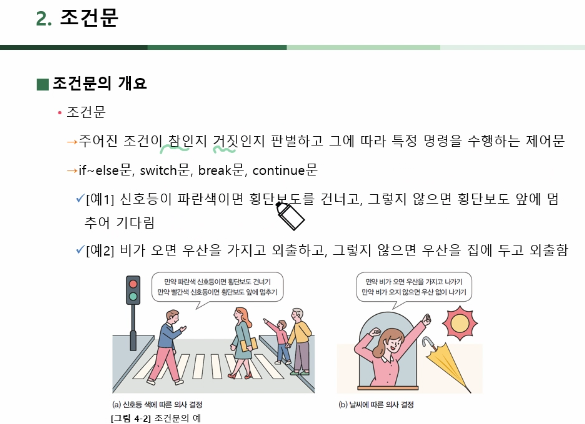 2. 조건문
■ 조건문의 개요
• 조건문
→주어진 조건이 참인지 거짓인지 판별하고 그에 따라 특정 명령을 수행하는 제어문
→if~else문, switch문, break문, continue문
✓[예1] 신호등이 파란색이면 횡단보도를 건너고, 그렇지 않으면 횡단보도 앞에 멈
추어 기다림
✓[예2] 비가 오면 우산을 가지고 외출하고, 그렇지 않으면 우산을 집에 두고 외출함
만약 파란색 신호등이면 횡단보도 건너기
만약 빨간색 신호등이면 횡단보도 앞에 멈추기
만약 비가 오면 우산을 가지고 나가기
만약 비가 오지 않으면 우산 없이 나가기
(a) 신호등 색에 따른 의사 결정
(b) 날씨에 따른 의사 결정
[그림 4-2] 조건문의 예